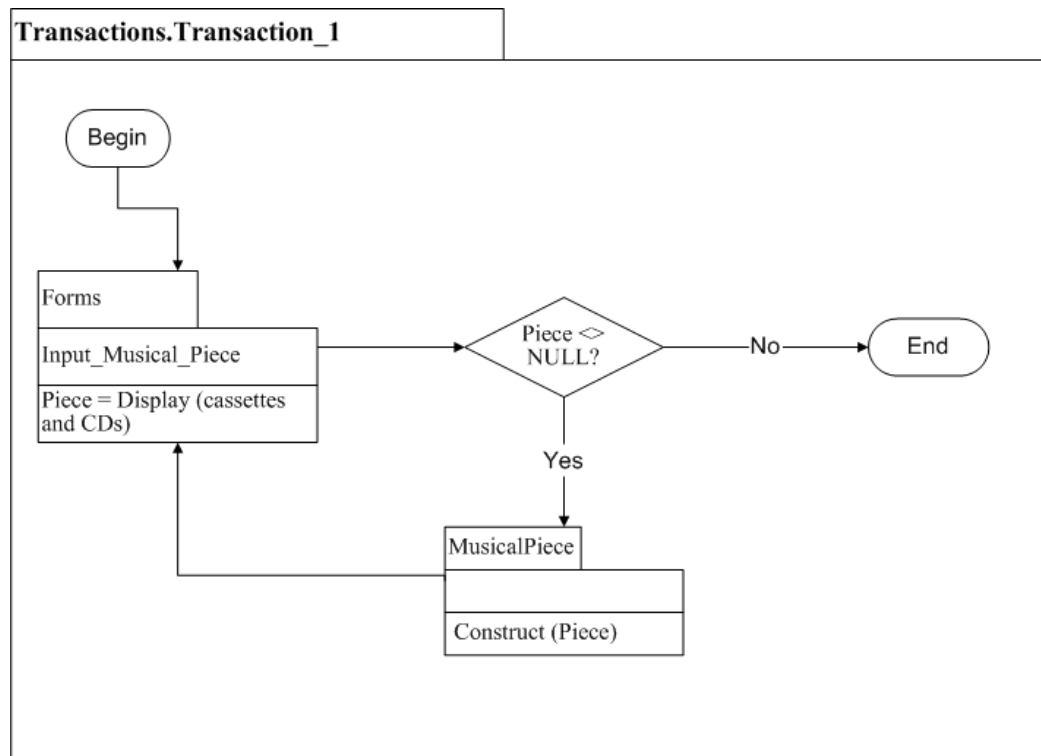 Transactions.Transaction_1
Begin
Forms
Input_Musical_Piece
Piece = Display (cassettes
and CDs)
Piece <>
NULL?
No
End
Yes
MusicalPiece
Construct (Piece)